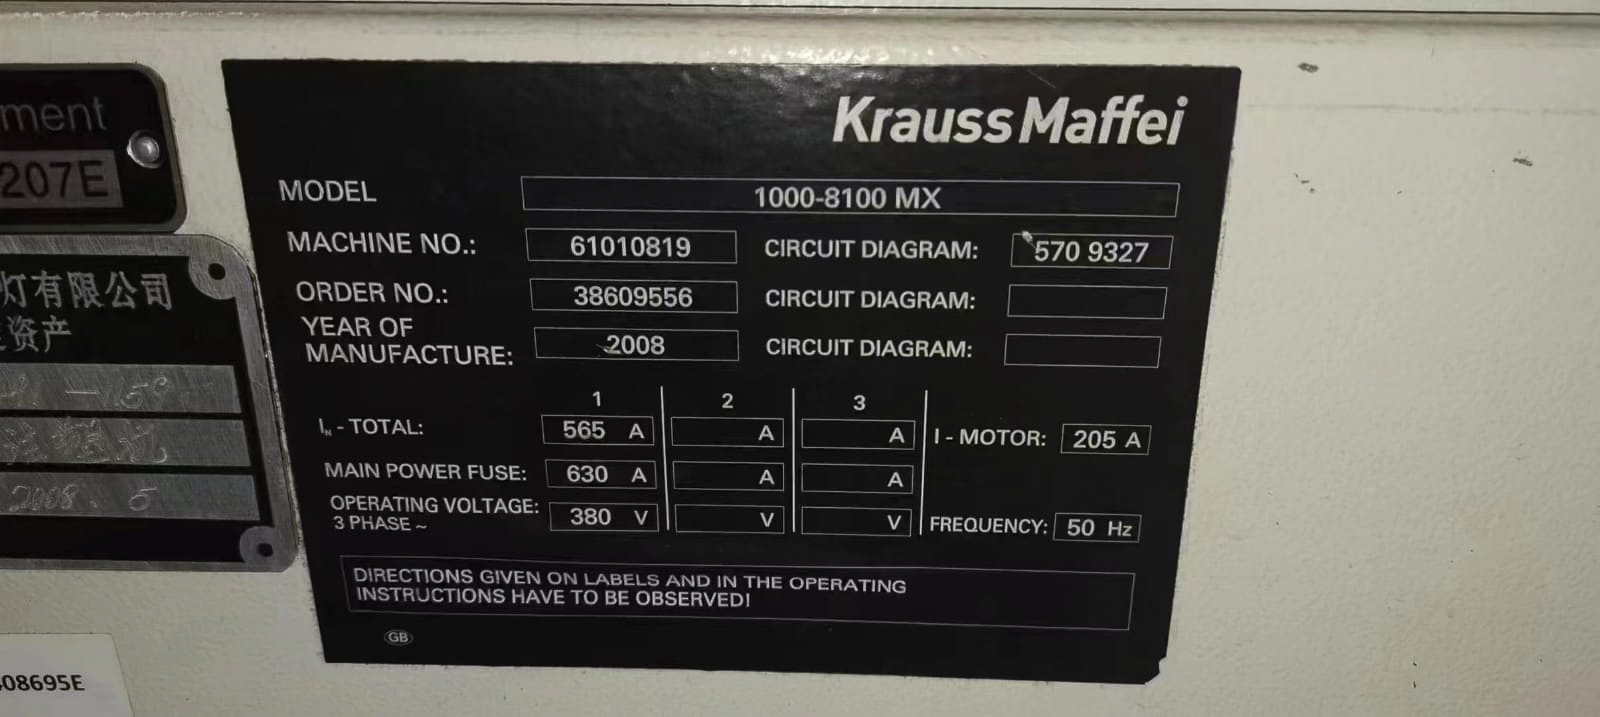 ment
207E
灯有限公司
资产
2008.5
08695E
KraussMaffei
MODEL 1000-8100 MX
MACHINE NO.: 61010819 CIRCUIT DIAGRAM: 570 9327
ORDER NO.: 38609556 CIRCUIT DIAGRAM:
YEAR OF
MANUFACTURE: 2008 CIRCUIT DIAGRAM:
1 2 3
IN - TOTAL: 565 A A A I - MOTOR: 205 A
MAIN POWER FUSE: 630 A A A
OPERATING VOLTAGE:
3 PHASE ~ 380 V V V FREQUENCY: 50 Hz
DIRECTIONS GIVEN ON LABELS AND IN THE OPERATING
INSTRUCTIONS HAVE TO BE OBSERVED!
GB